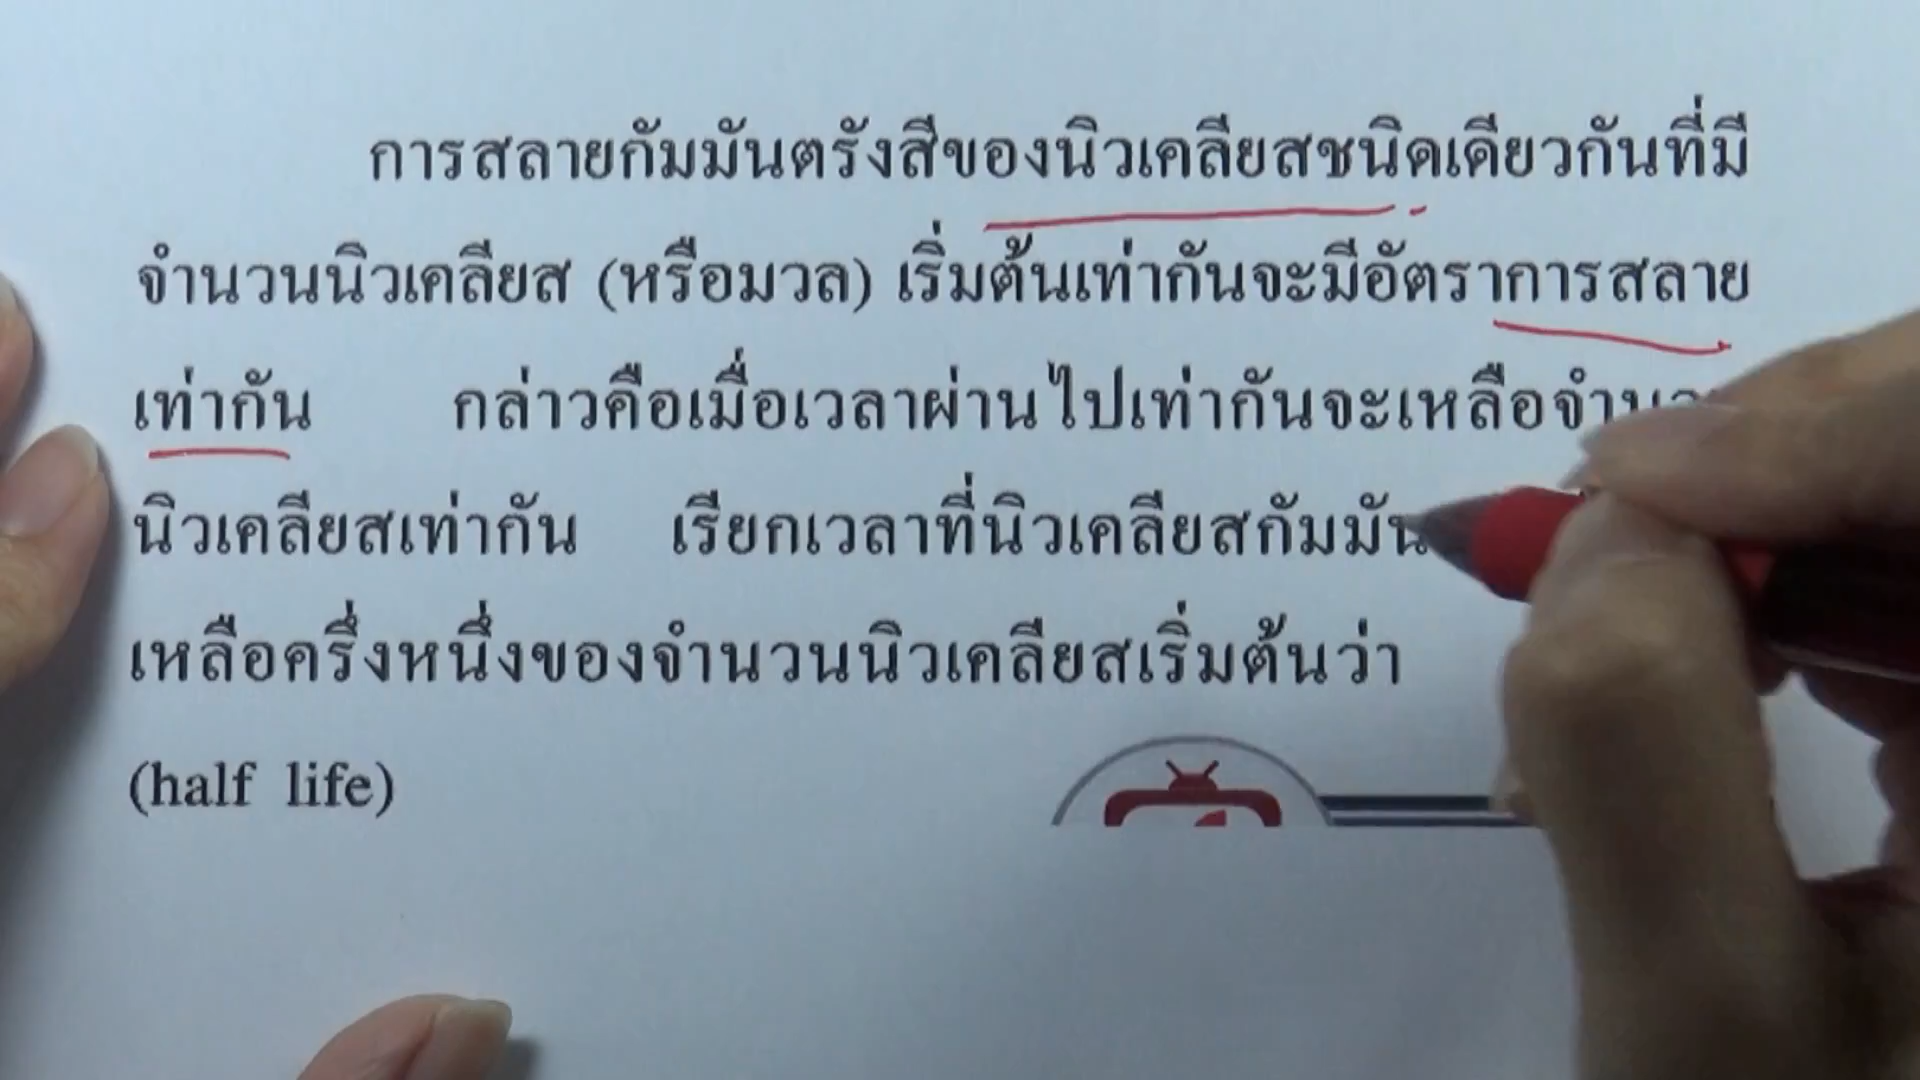 การสลายกัมมันตรังสีของนิวเคลียสชนิดเดียวกันที่มี
จำนวนนิวเคลียส (หรือมวล) เริ่มต้นเท่ากันจะมีอัตราการสลาย
เท่ากัน กล่าวคือเมื่อเวลาผ่านไปเท่ากันจะเหลือ
นิวเคลียสเท่ากัน เรียกเวลาที่นิวเคลียสกัมมัน
เหลือครึ่งหนึ่งของจำนวนนิวเคลียสเริ่มต้นว่า
(half life)